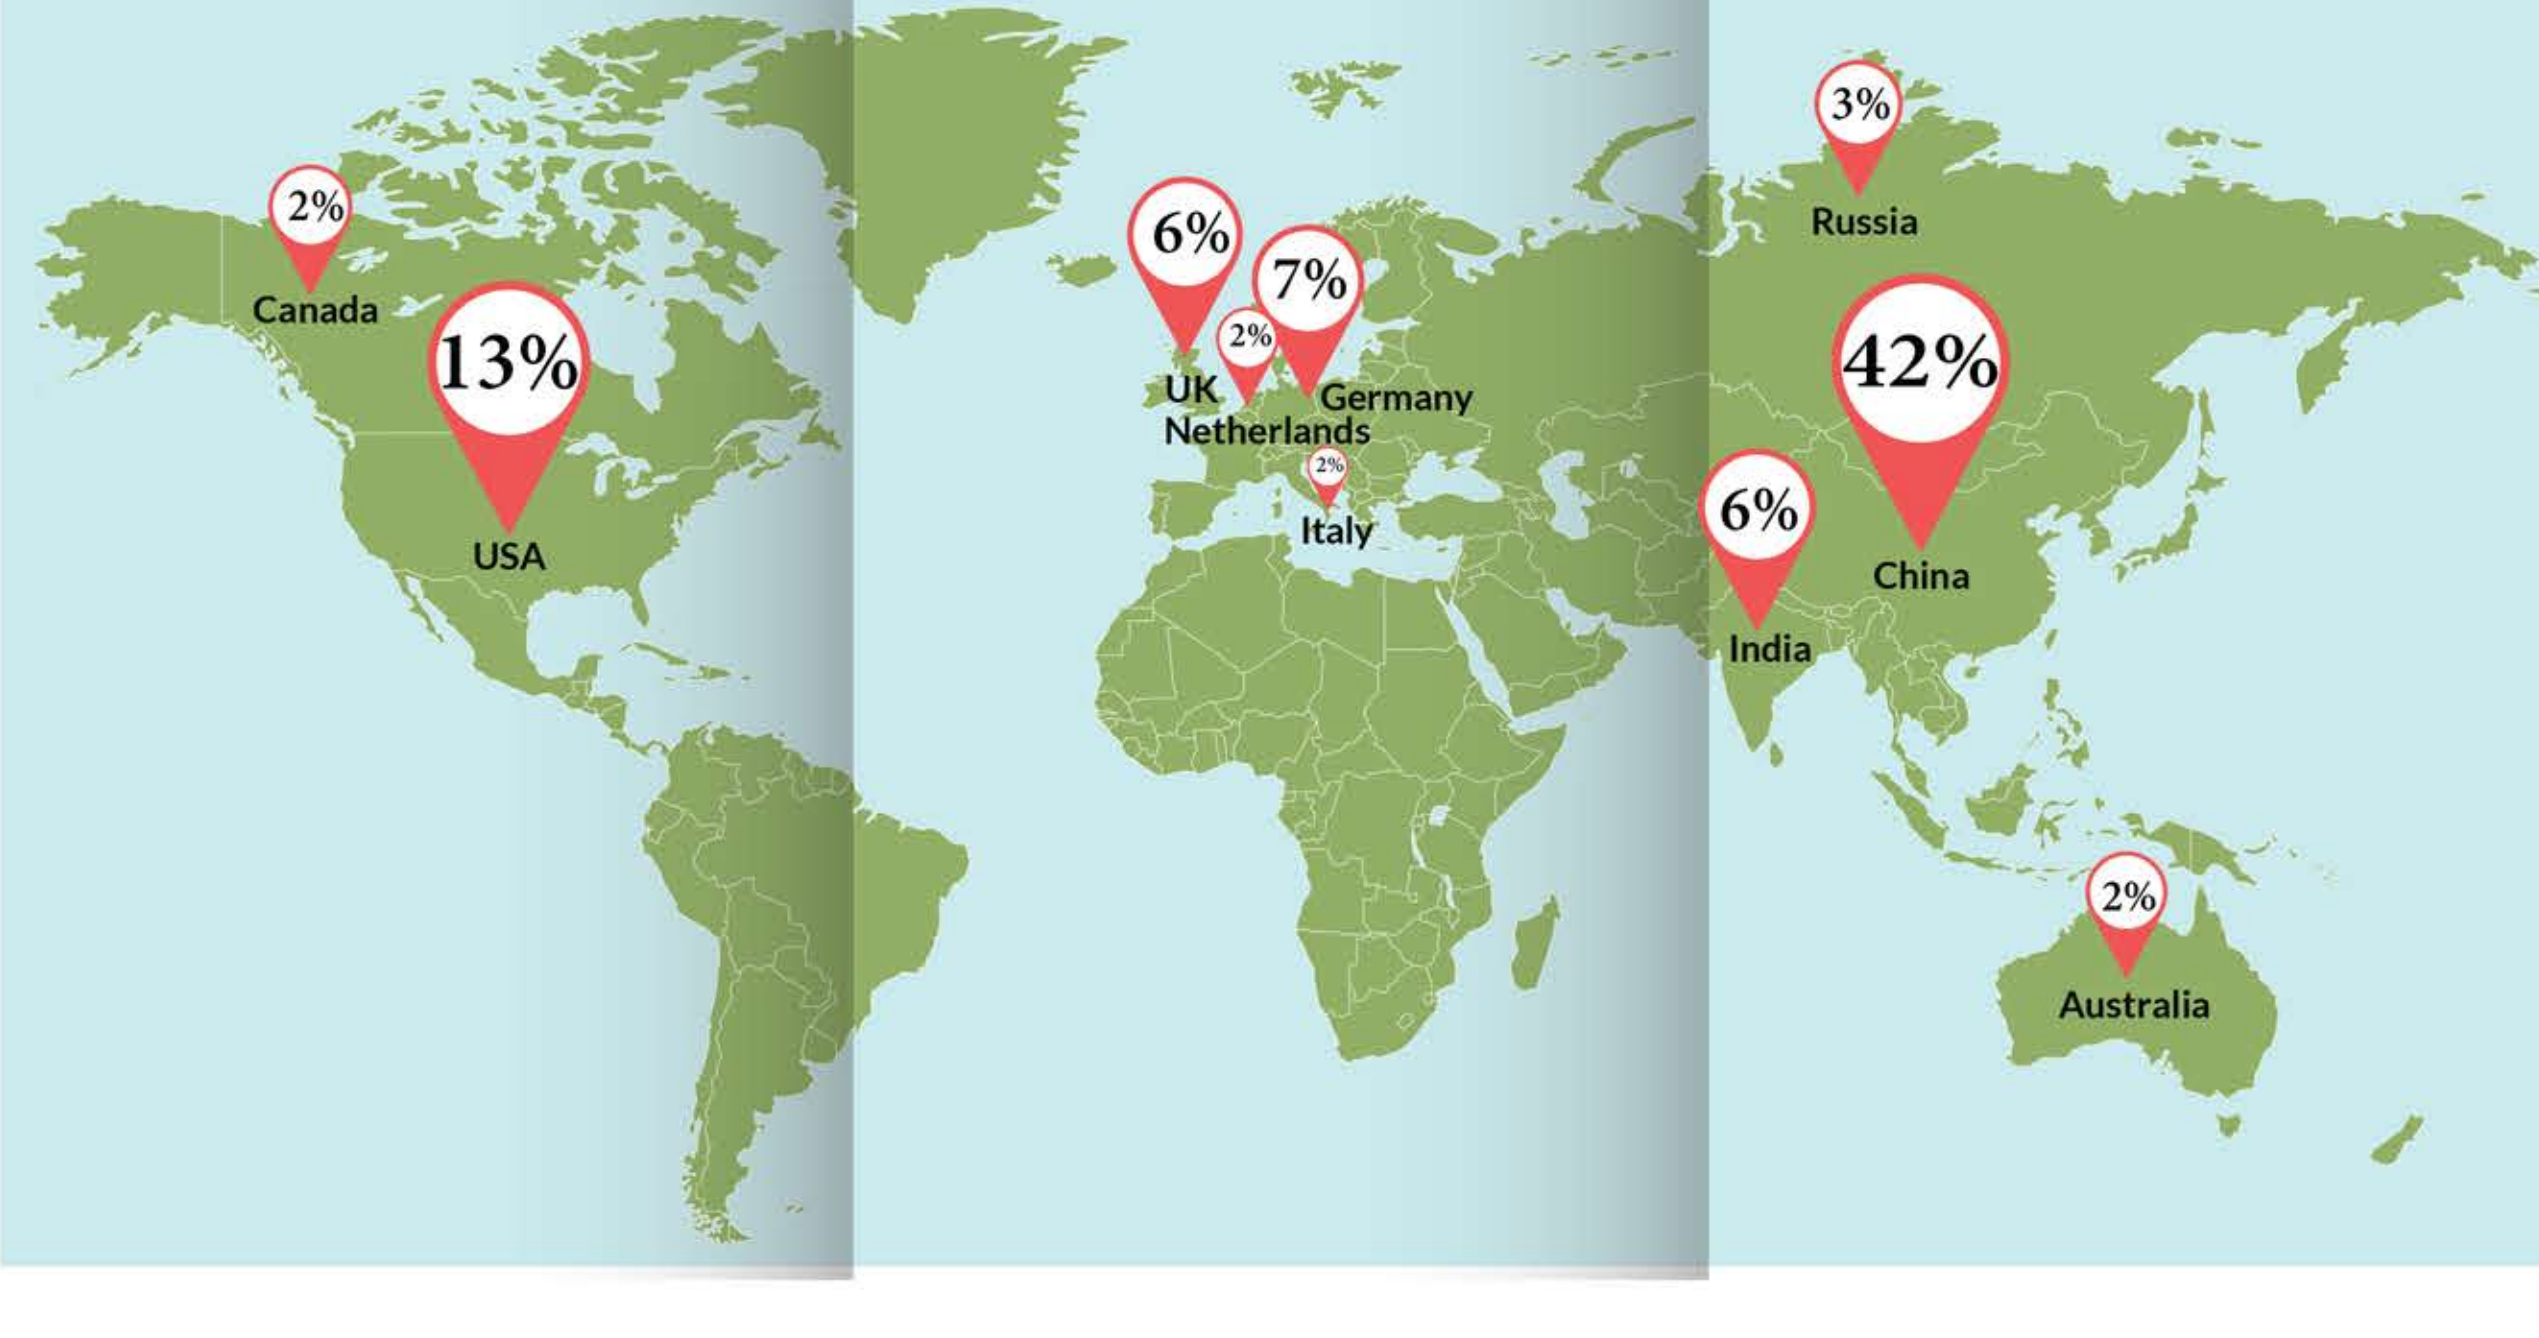 2%
Canada
13%
USA
6%
UK
2%
Netherlands
7%
Germany
2%
Italy
3%
Russia
42%
China
6%
India
2%
Australia